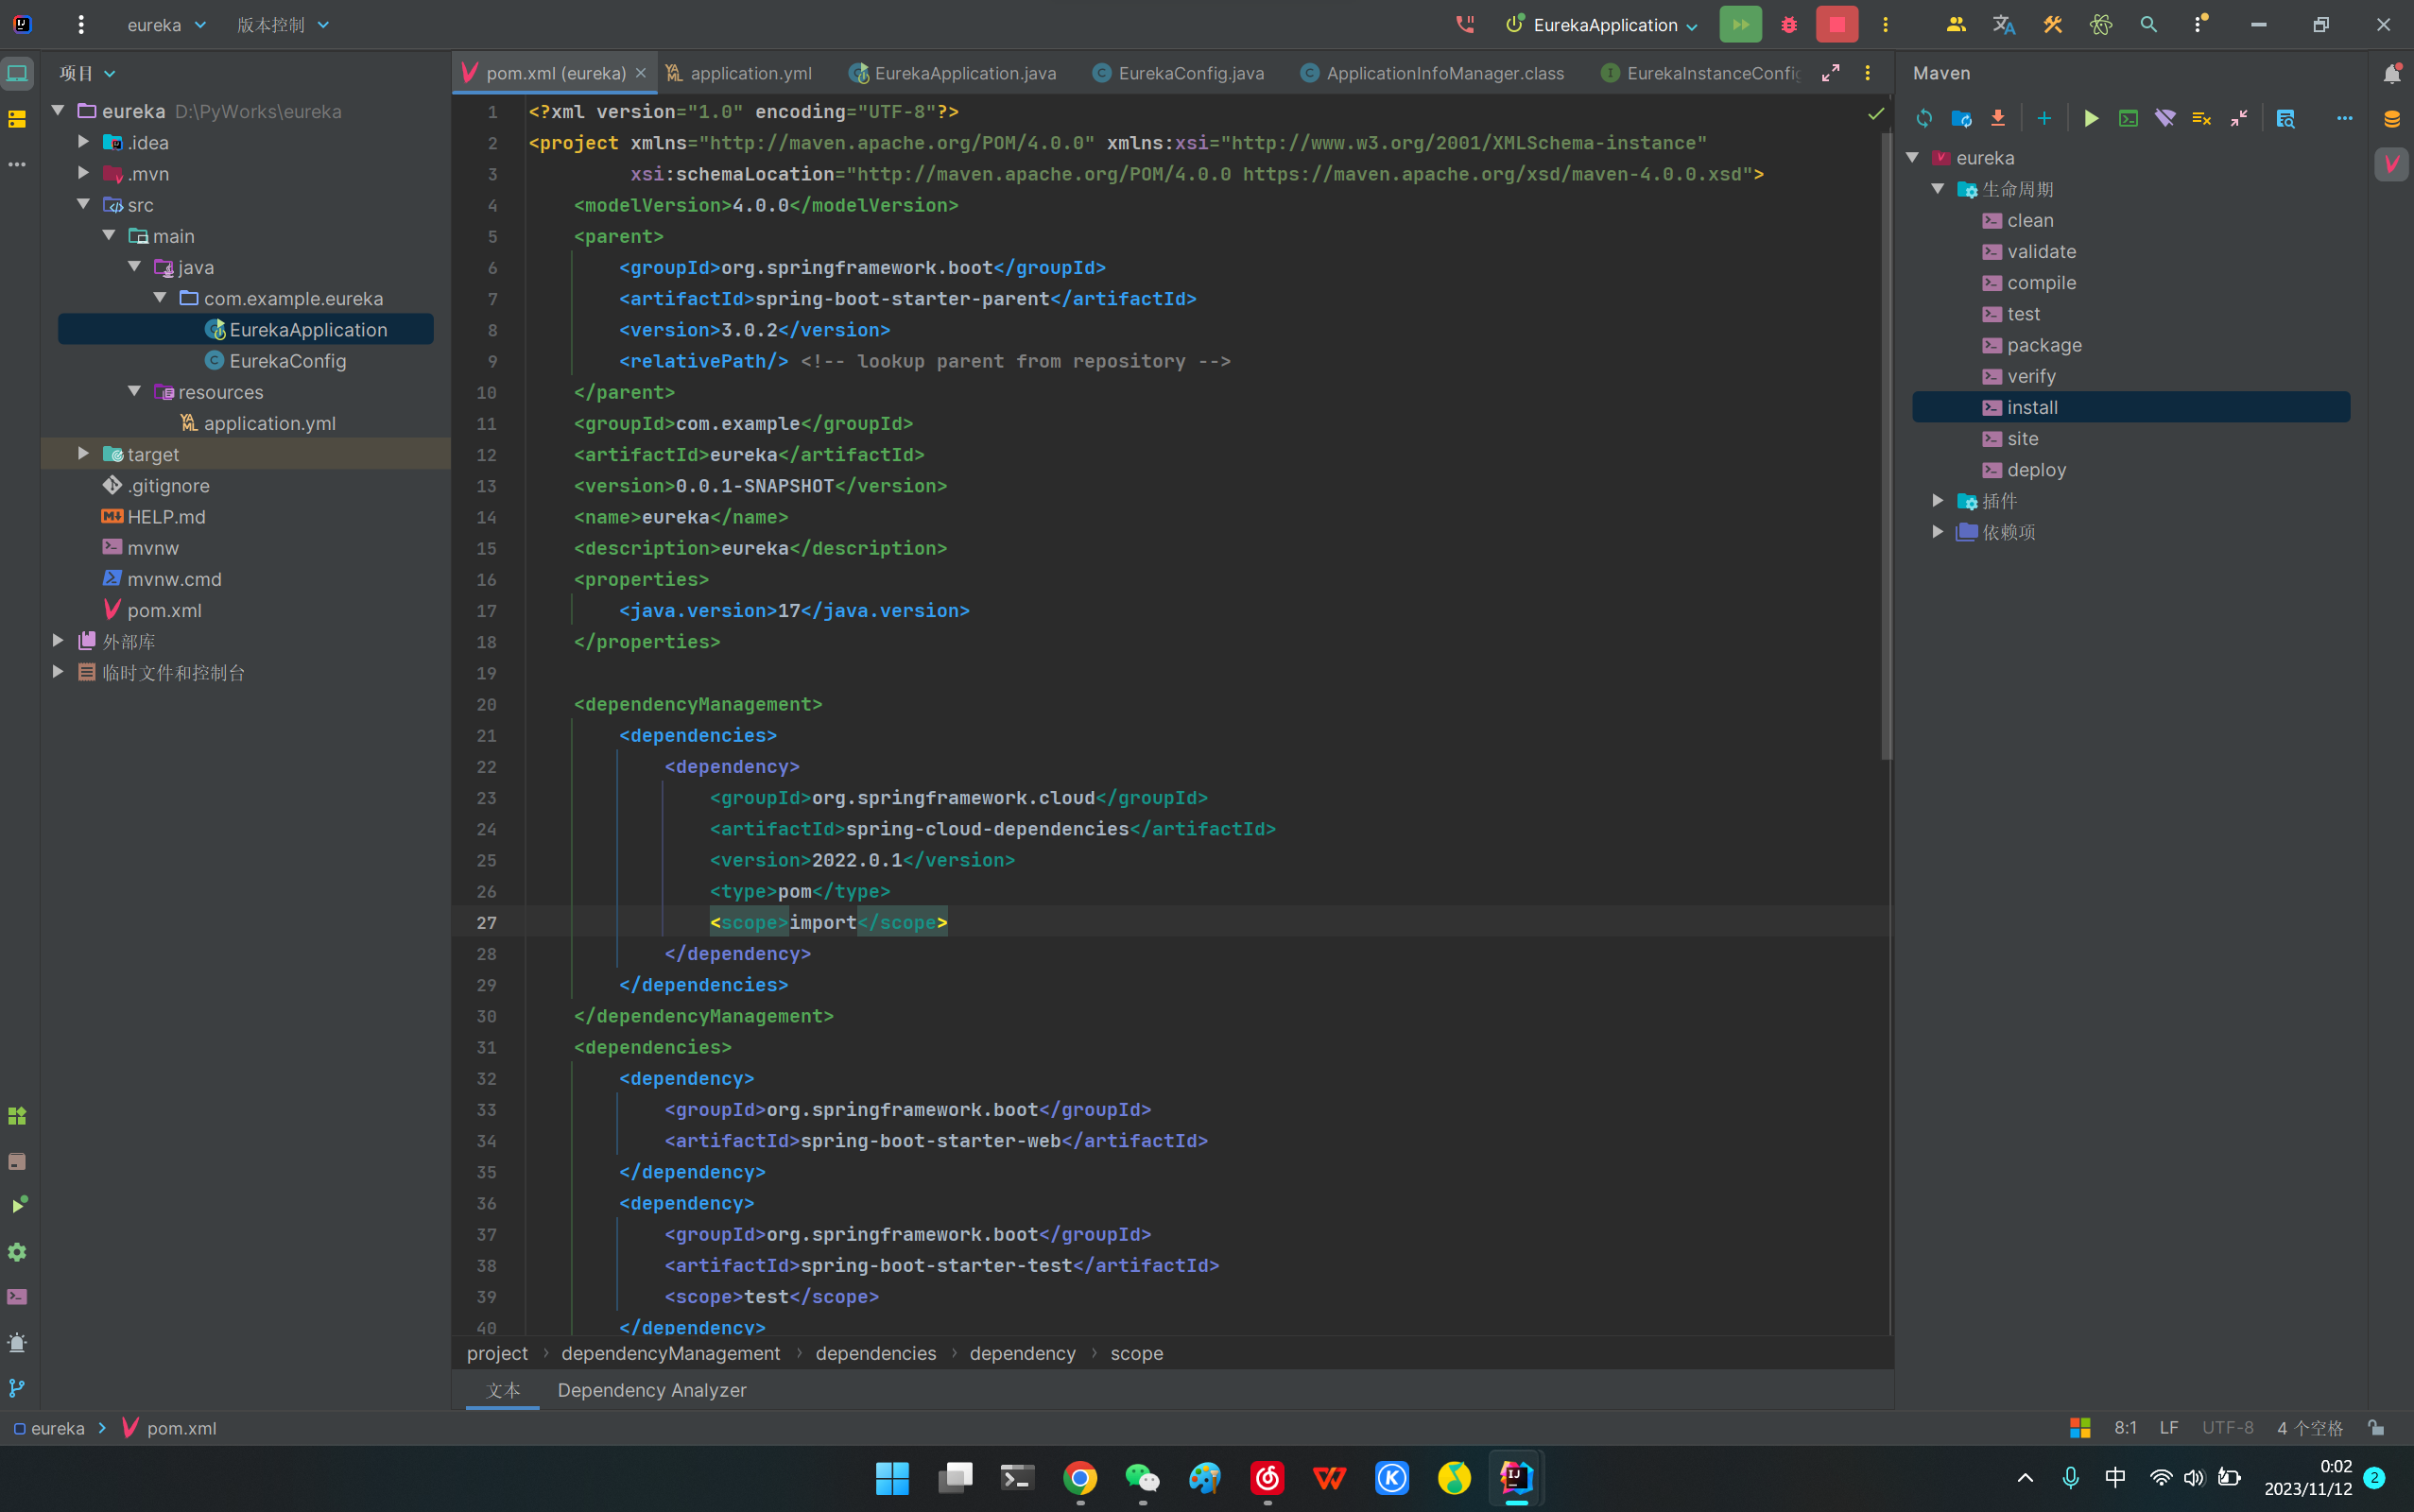 eureka 版本控制 EurekaApplication
项目
pom.xml (eureka) application.yml EurekaApplication.java EurekaConfig.java ApplicationInfoManager.class EurekaInstanceConfig
Maven
eureka D:\PyWorks\eureka
.idea
.mvn
src
main
java
com.example.eureka
EurekaApplication
EurekaConfig
resources
application.yml
target
.gitignore
HELP.md
mvnw
mvnw.cmd
pom.xml
外部库
临时文件和控制台
1 <?xml version="1.0" encoding="UTF-8"?>
2 <project xmlns="http://maven.apache.org/POM/4.0.0" xmlns:xsi="http://www.w3.org/2001/XMLSchema-instance"
3 xsi:schemaLocation="http://maven.apache.org/POM/4.0.0 https://maven.apache.org/xsd/maven-4.0.0.xsd">
4 <modelVersion>4.0.0</modelVersion>
5 <parent>
6 <groupId>org.springframework.boot</groupId>
7 <artifactId>spring-boot-starter-parent</artifactId>
8 <version>3.0.2</version>
9 <relativePath/> <!-- lookup parent from repository -->
10 </parent>
11 <groupId>com.example</groupId>
12 <artifactId>eureka</artifactId>
13 <version>0.0.1-SNAPSHOT</version>
14 <name>eureka</name>
15 <description>eureka</description>
16 <properties>
17 <java.version>17</java.version>
18 </properties>
19
20 <dependencyManagement>
21 <dependencies>
22 <dependency>
23 <groupId>org.springframework.cloud</groupId>
24 <artifactId>spring-cloud-dependencies</artifactId>
25 <version>2022.0.1</version>
26 <type>pom</type>
27 <scope>import</scope>
28 </dependency>
29 </dependencies>
30 </dependencyManagement>
31 <dependencies>
32 <dependency>
33 <groupId>org.springframework.boot</groupId>
34 <artifactId>spring-boot-starter-web</artifactId>
35 </dependency>
36 <dependency>
37 <groupId>org.springframework.boot</groupId>
38 <artifactId>spring-boot-starter-test</artifactId>
39 <scope>test</scope>
40 </dependency>
project › dependencyManagement › dependencies › dependency › scope
文本 Dependency Analyzer
eureka
生命周期
clean
validate
compile
test
package
verify
install
site
deploy
插件
依赖项
eureka pom.xml
8:1 LF UTF-8 4 个空格
中 0:02
2023/11/12 2